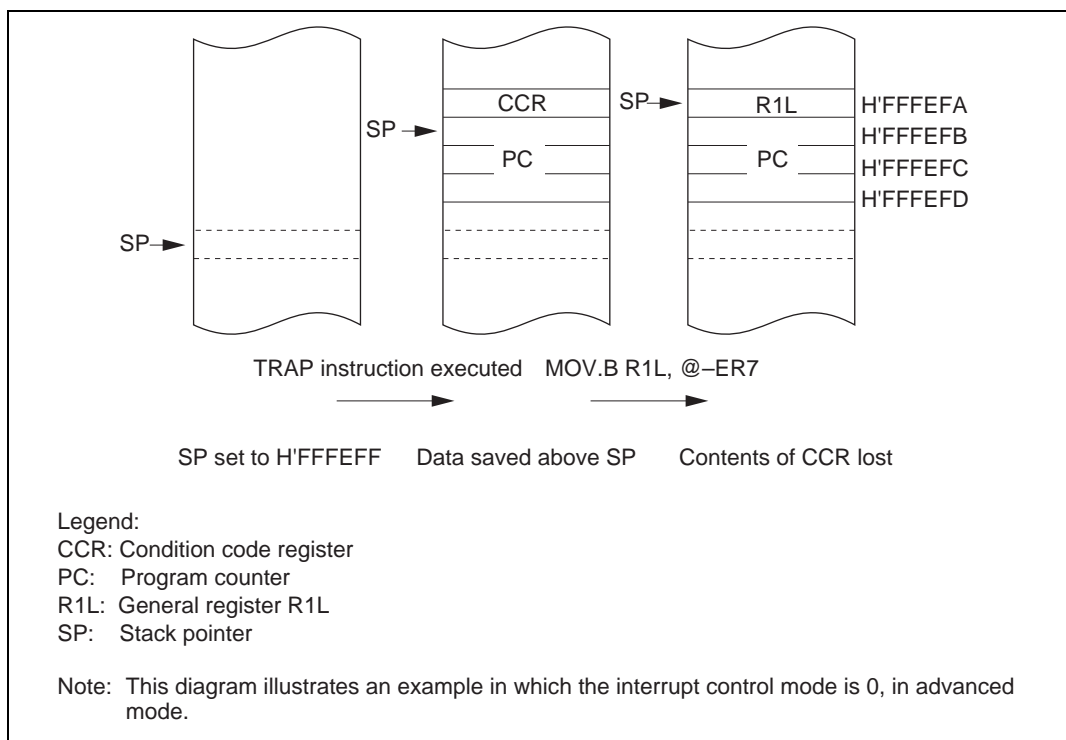 CCR
SP
R1L
H'FFFEFA
SP
H'FFFEFB
PC
PC
H'FFFEFC
H'FFFEFD
SP
TRAP instruction executed
MOV.B R1L, @–ER7
SP set to H'FFFEFF
Data saved above SP
Contents of CCR lost
Legend:
CCR: Condition code register
PC: Program counter
R1L: General register R1L
SP: Stack pointer
Note: This diagram illustrates an example in which the interrupt control mode is 0, in advanced
mode.